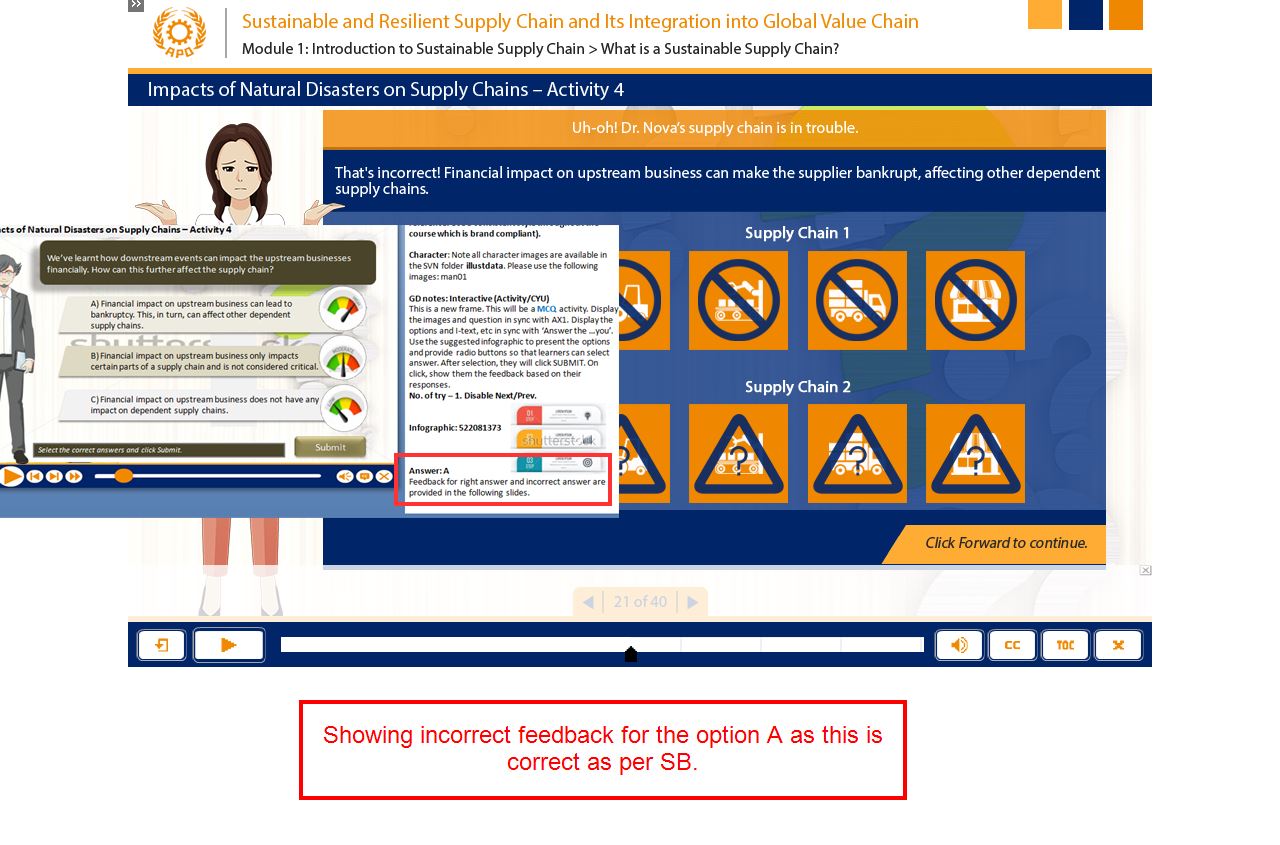 Sustainable and Resilient Supply Chain and Its Integration into Global Value Chain
APO
Module 1: Introduction to Sustainable Supply Chain > What is a Sustainable Supply Chain?
Impacts of Natural Disasters on Supply Chains – Activity 4
Uh-oh! Dr. Nova's supply chain is in trouble.
That's incorrect! Financial impact on upstream business can make the supplier bankrupt, affecting other dependent
supply chains.
Supply Chain 1
Supply Chain 2
Click Forward to continue.
21 of 40
CC
TOC
cts of Natural Disasters on Supply Chains – Activity 4
We've learnt how downstream events can impact the upstream businesses
financially. How can this further affect the supply chain?
A) Financial impact on upstream business can lead to
bankruptcy. This, in turn, can affect other dependent
supply chains.
B) Financial impact on upstream business only impacts
certain parts of a supply chain and is not considered critical.
MODERATE
C) Financial impact on upstream business does not have any
impact on dependent supply chains.
Select the correct answers and click Submit.
Submit
course which is brand compliant).
Character: Note all character images are available in
the SVN folder illustdata. Please use the following
images: man01
GD notes: Interactive (Activity/CYU)
This is a new frame. This will be a MCQ activity. Display
the images and question in sync with AX1. Display the
options and I-text, etc in sync with 'Answer the ...you'.
Use the suggested infographic to present the options
and provide radio buttons so that learners can select
answer. After selection, they will click SUBMIT. On
click, show them the feedback based on their
responses.
No. of try – 1. Disable Next/Prev.
Infographic: 522081373
01
STEP
shutterstock
03
STEP
Answer: A
Feedback for right answer and incorrect answer are
provided in the following slides.
Showing incorrect feedback for the option A as this is
correct as per SB.